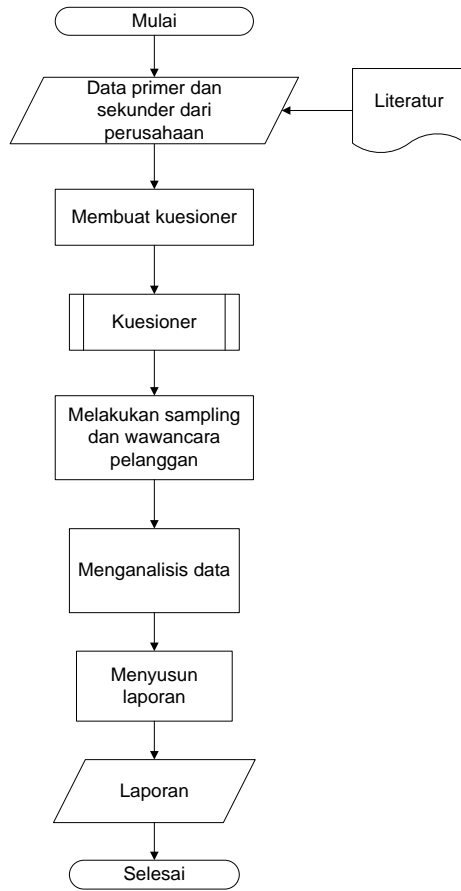 Mulai
Data primer dan
sekunder dari
perusahaan
Literatur
Membuat kuesioner
Kuesioner
Melakukan sampling
dan wawancara
pelanggan
Menganalisis data
Menyusun
laporan
Laporan
Selesai